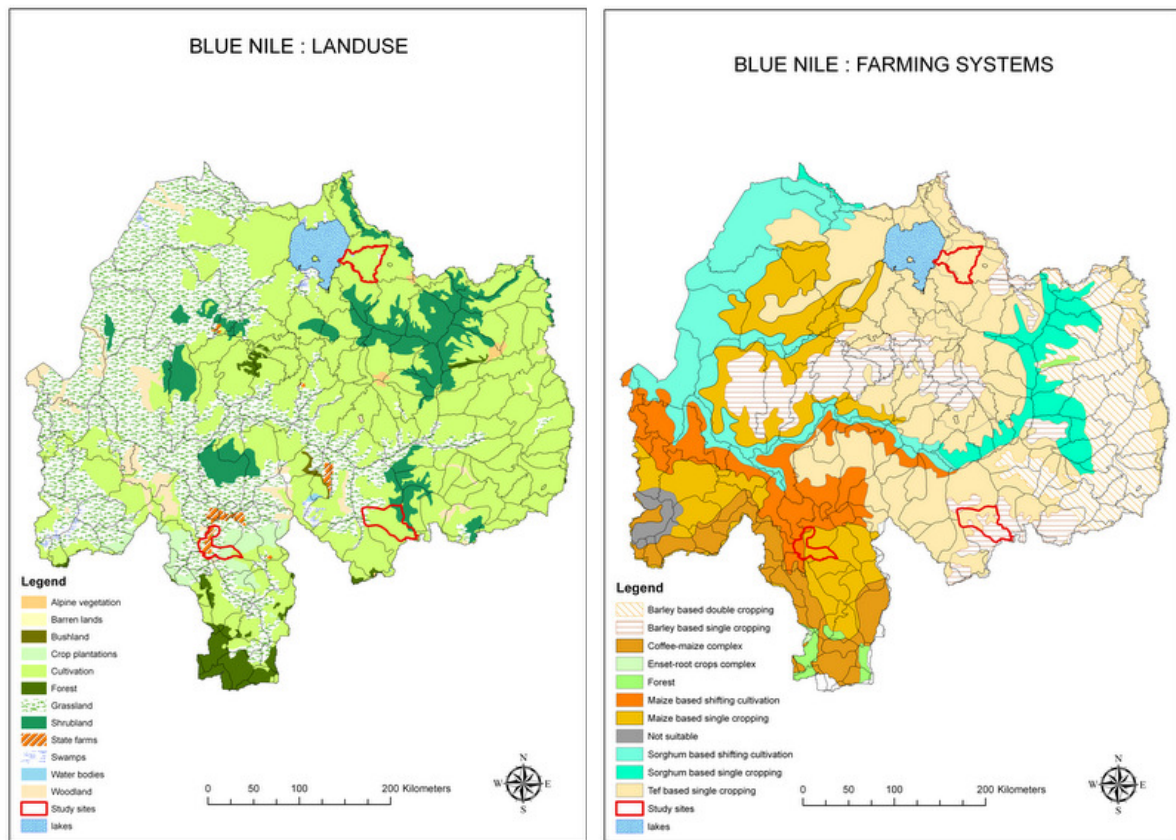 BLUE NILE : LANDUSE
Legend
Alpine vegetation
Barren lands
Bushland
Crop plantations
Cultivation
Forest
Grassland
Shrubland
State farms
Swamps
Water bodies
Woodland
Study sites
lakes
0 50 100 200 Kilometers
N
W E
S
BLUE NILE : FARMING SYSTEMS
Legend
Barley based double cropping
Barley based single cropping
Coffee-maize complex
Enset-root crops complex
Forest
Maize based shifting cultivation
Maize based single cropping
Not suitable
Sorghum based shifting cultivation
Sorghum based single cropping
Tef based single cropping
Study sites
lakes
0 50 100 200 Kilometers
N
W E
S